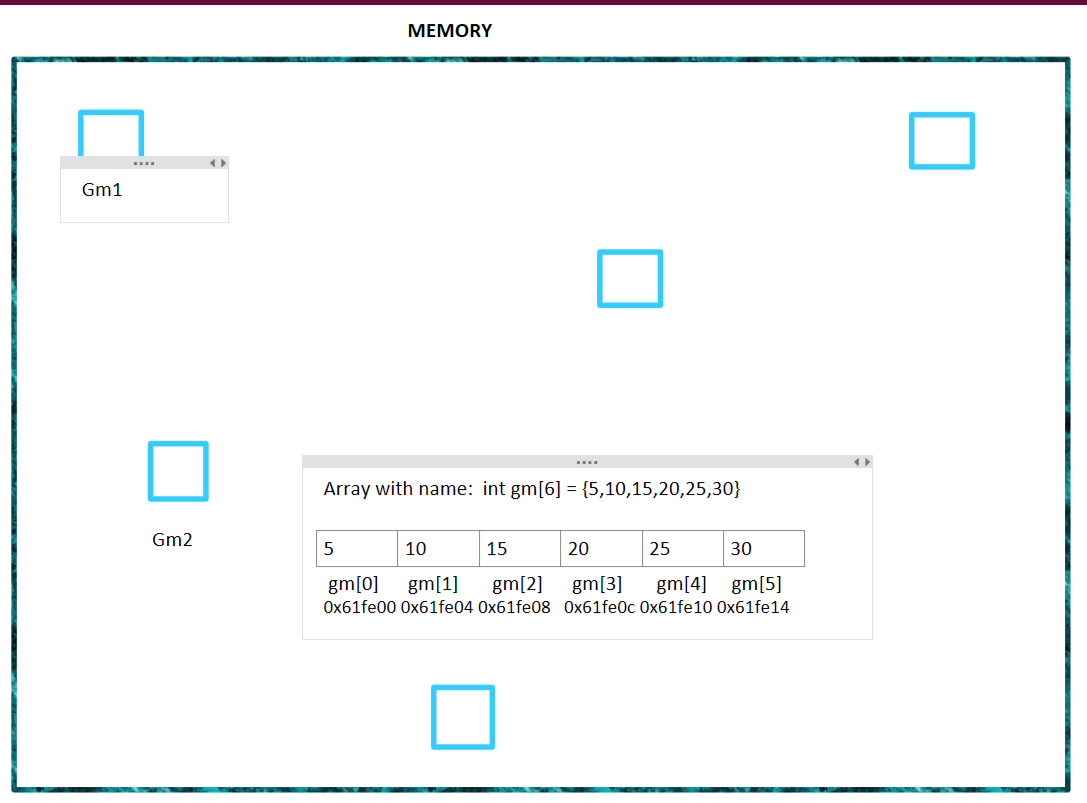 MEMORY
Gm1
Array with name:  int gm[6] = {5,10,15,20,25,30}
5 10 15 20 25 30
gm[0] gm[1] gm[2] gm[3] gm[4] gm[5]
0x61fe00 0x61fe04 0x61fe08 0x61fe0c 0x61fe10 0x61fe14
Gm2